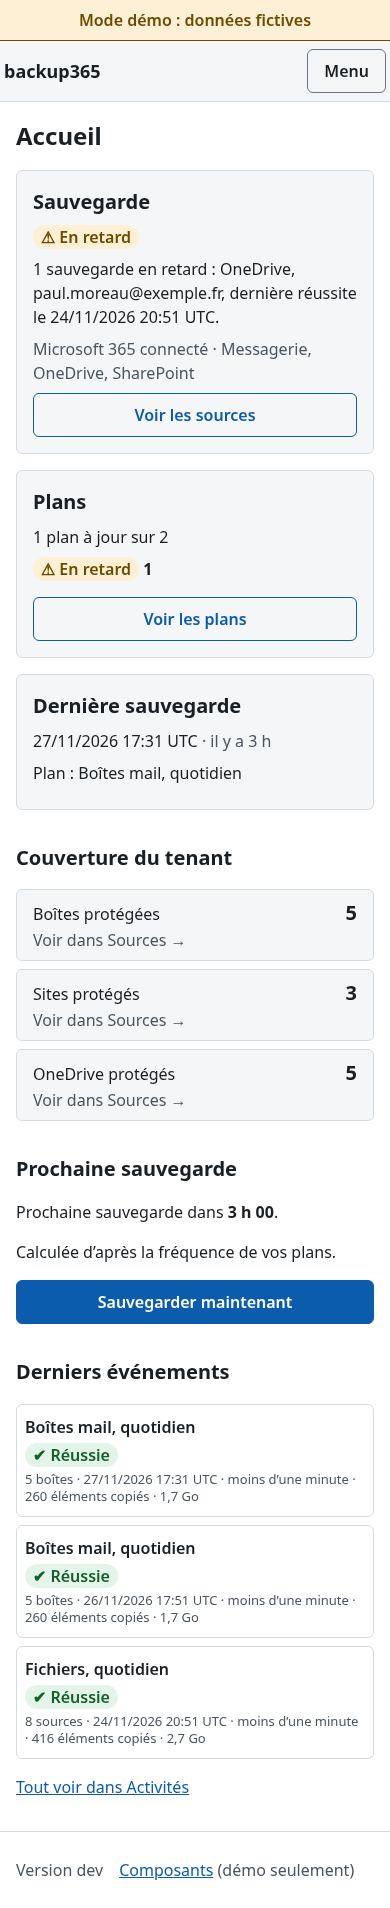 Mode démo : données fictives
backup365
Menu
Accueil
Sauvegarde
⚠ En retard
1 sauvegarde en retard : OneDrive,
paul.moreau@exemple.fr, dernière réussite
le 24/11/2026 20:51 UTC.
Microsoft 365 connecté · Messagerie,
OneDrive, SharePoint
Voir les sources
Plans
1 plan à jour sur 2
⚠ En retard 1
Voir les plans
Dernière sauvegarde
27/11/2026 17:31 UTC · il y a 3 h
Plan : Boîtes mail, quotidien
Couverture du tenant
Boîtes protégées 5
Voir dans Sources →
Sites protégés 3
Voir dans Sources →
OneDrive protégés 5
Voir dans Sources →
Prochaine sauvegarde
Prochaine sauvegarde dans 3 h 00.
Calculée d’après la fréquence de vos plans.
Sauvegarder maintenant
Derniers événements
Boîtes mail, quotidien
✔ Réussie
5 boîtes · 27/11/2026 17:31 UTC · moins d’une minute ·
260 éléments copiés · 1,7 Go
Boîtes mail, quotidien
✔ Réussie
5 boîtes · 26/11/2026 17:51 UTC · moins d’une minute ·
260 éléments copiés · 1,7 Go
Fichiers, quotidien
✔ Réussie
8 sources · 24/11/2026 20:51 UTC · moins d’une minute
· 416 éléments copiés · 2,7 Go
Tout voir dans Activités
Version dev Composants (démo seulement)